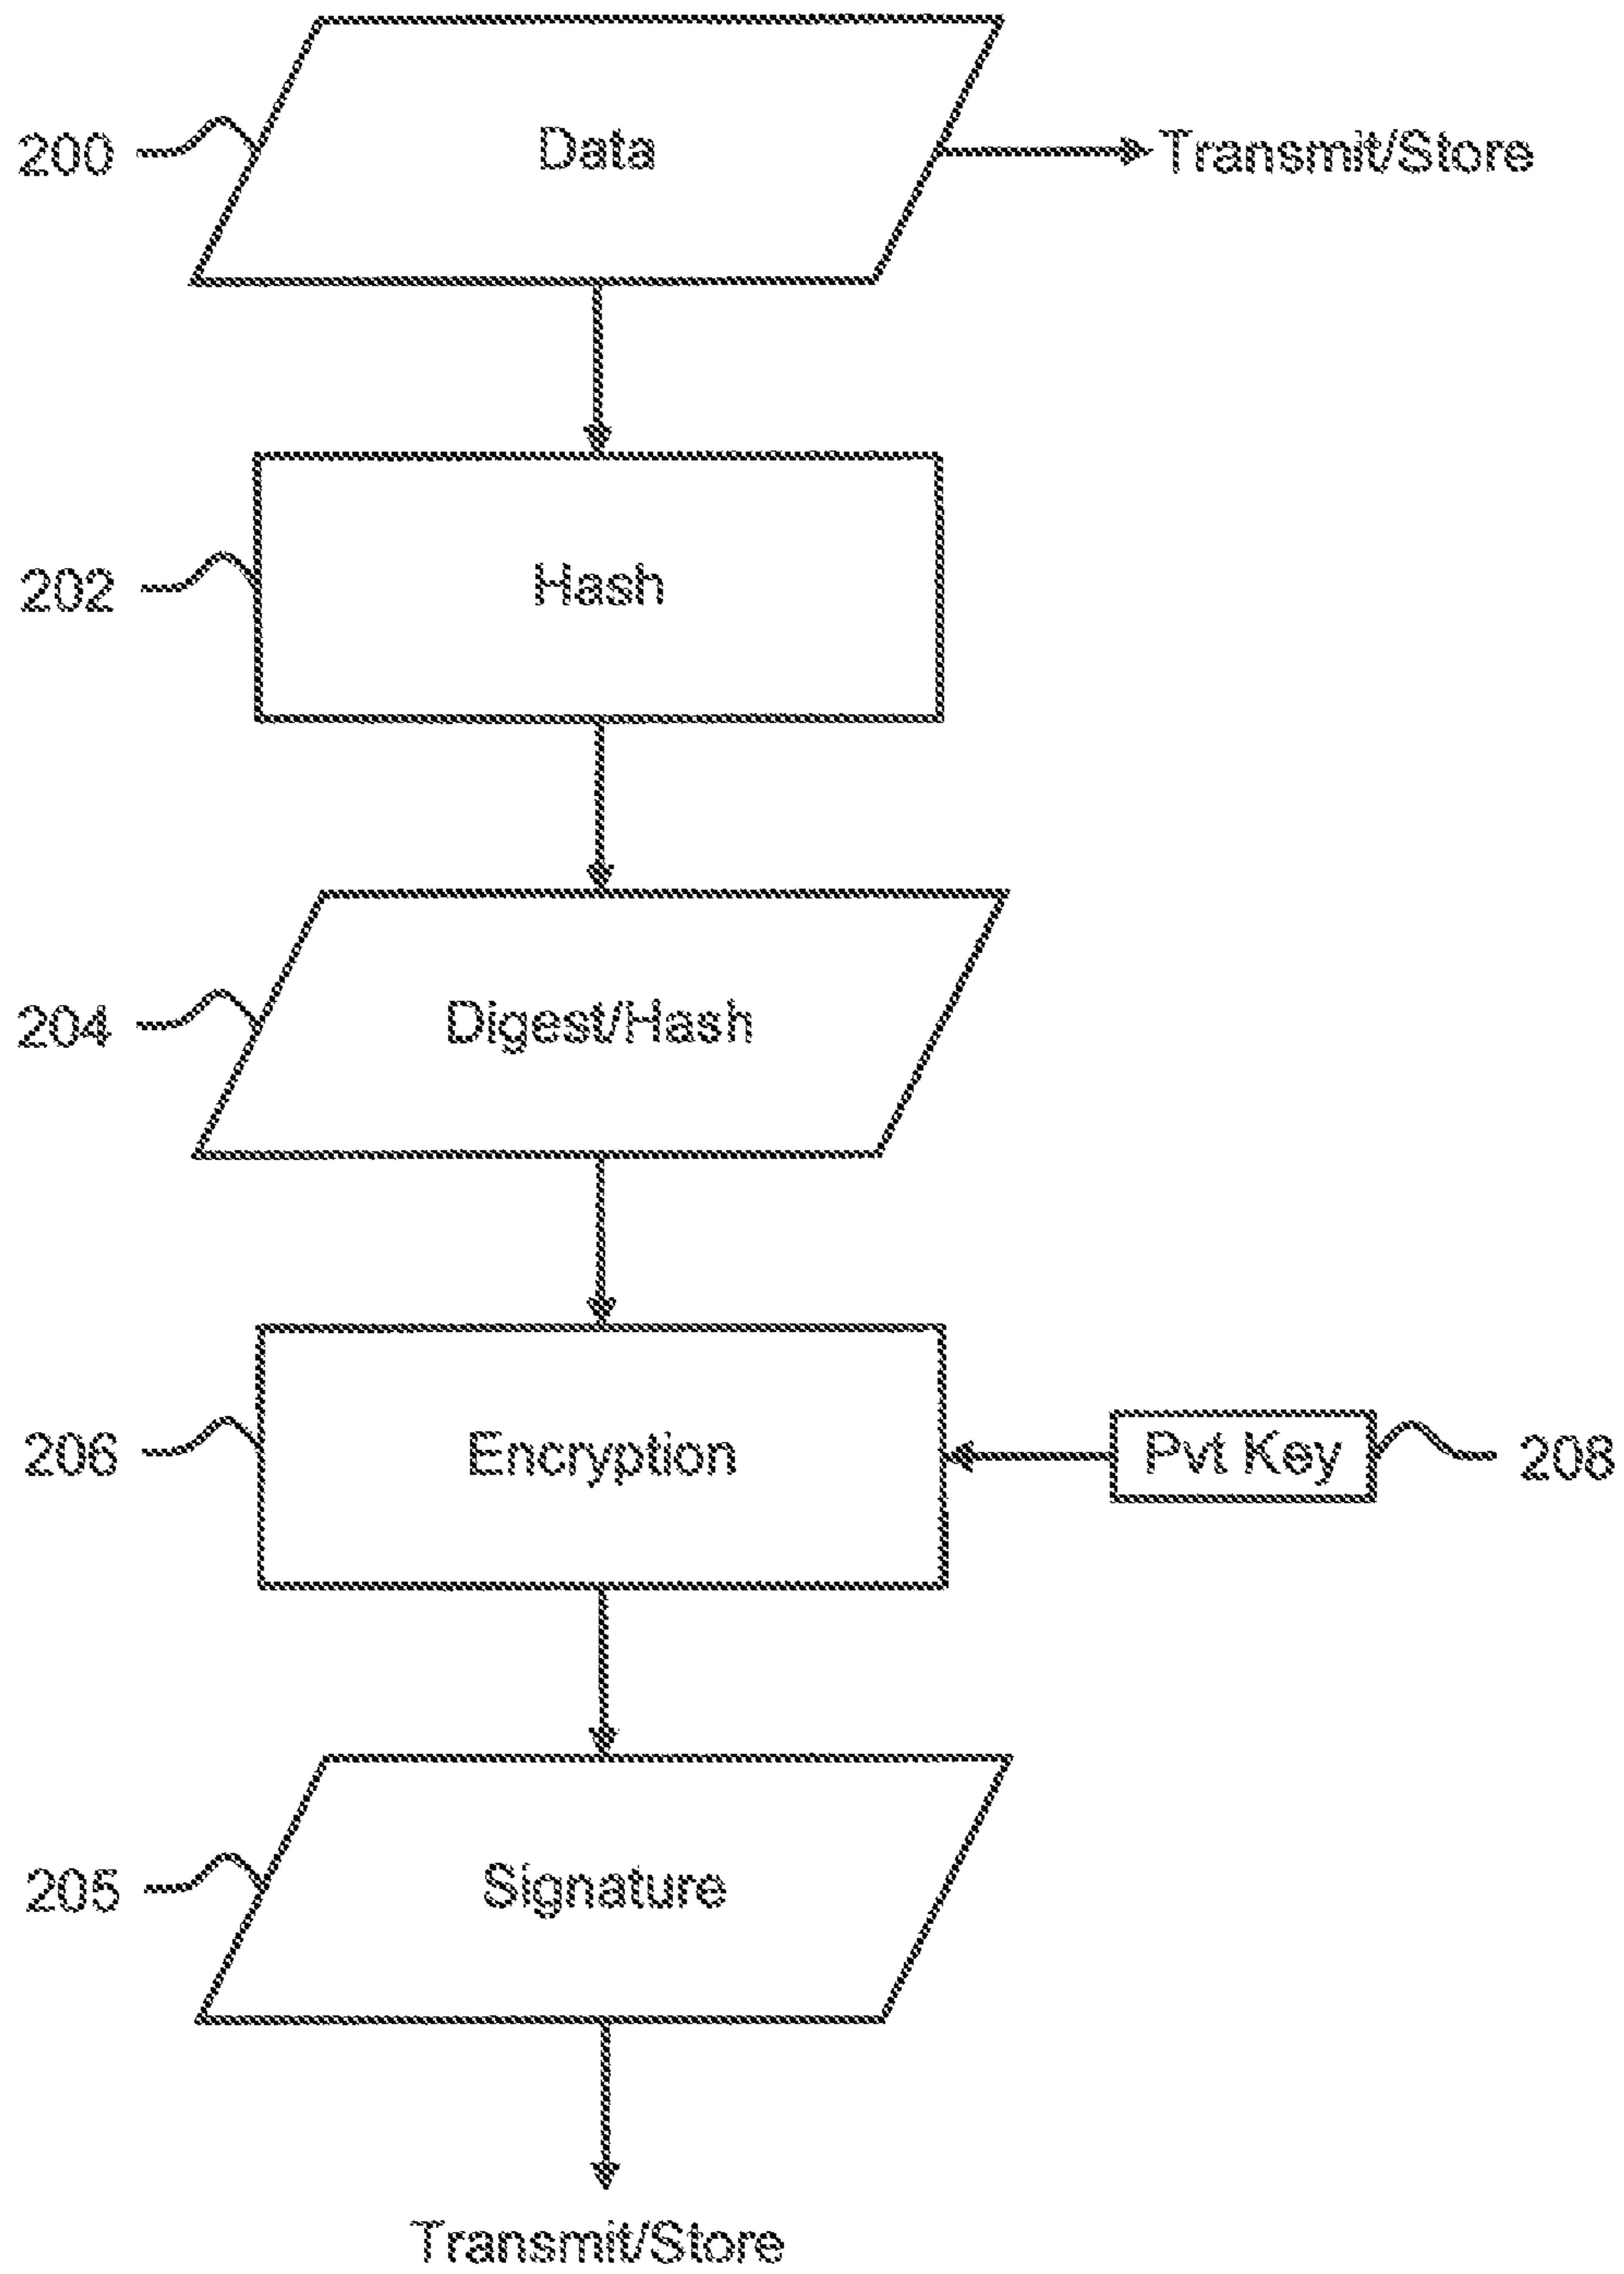 200
Data
Transmit/Store
202
Hash
204
Digest/Hash
206
Encryption
Pvt Key
208
205
Signature
Transmit/Store